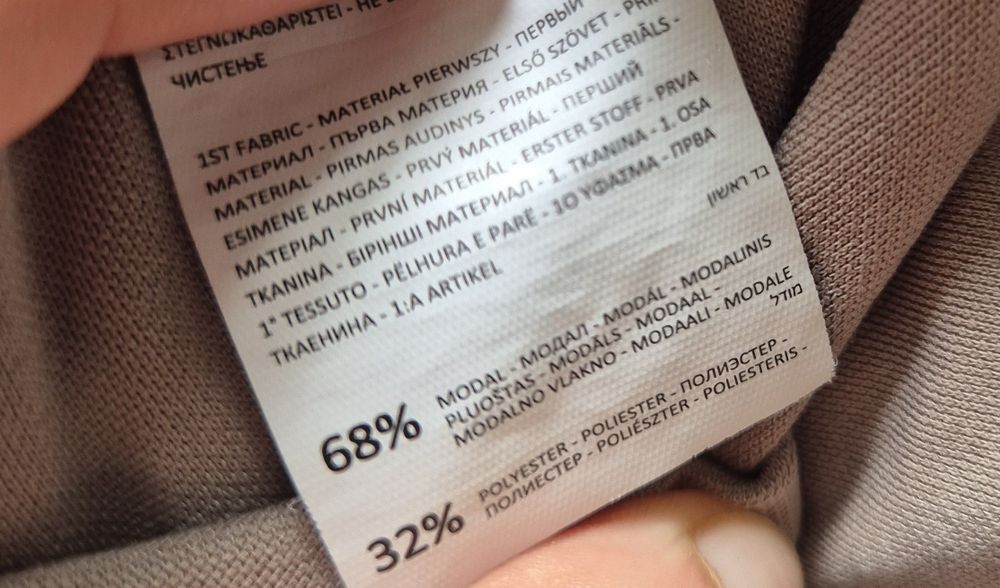 ΣΤΕΓΝΟΚΑΘΑΡΙΣΤΕΙ - НЕ
ЧИСТЕЊЕ
1ST FABRIC - MATERIAŁ PIERWSZY - ПЕРВЫЙ
МАТЕРИАЛ - ПЪРВА МАТЕРИЯ - ELSŐ SZÖVET -
MATERIAL - PIRMAS AUDINYS - PIRMAIS MATERIĀLS -
ESIMENE KANGAS - PRVÝ MATERIÁL - ПЕРШИЙ
МАТЕРІАЛ - PRVNÍ MATERIÁL - ERSTER STOFF - PRVA
TKANINA - БІРІНШІ МАТЕРИАЛ - 1. TKANINA - 1. OSA
1° TESSUTO - PËLHURA E PARË - 1Ο ΥΦΑΣΜΑ - ПРВА
ТКАЕНИНА - 1:A ARTIKEL
בד ראשון
68% MODAL - МОДАЛ - MODÁL - MODALINIS
PLUOŠTAS - MODĀLS - MODAAL -
MODALNO VLAKNO - MODAALI - MODALE
מודל
32% POLYESTER - POLIESTER - ПОЛИЭСТЕР -
ПОЛИЕСТЕР - POLIÉSZTER - POLIESTERIS -